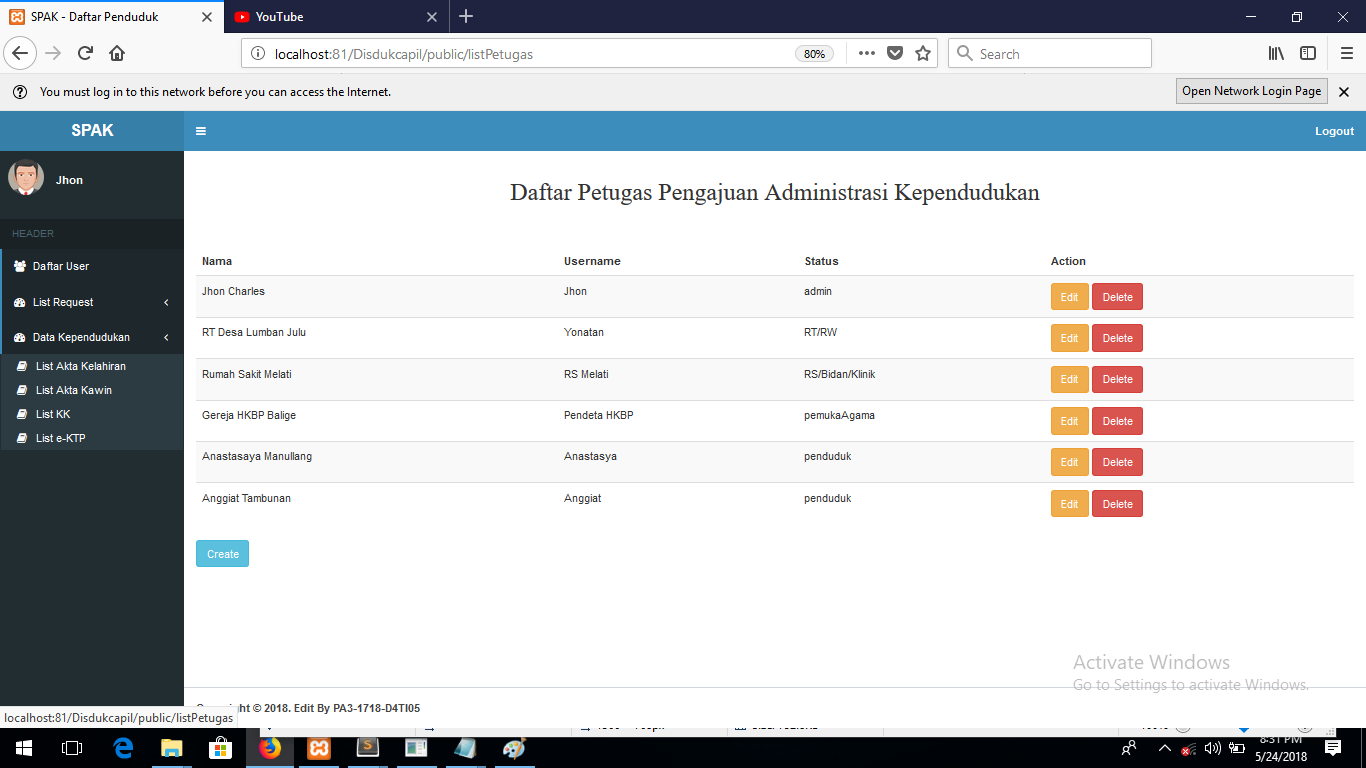 SPAK - Daftar Penduduk
YouTube
localhost:81/Disdukcapil/public/listPetugas
80%
Search
You must log in to this network before you can access the Internet.
Open Network Login Page
SPAK
Logout
Jhon
Daftar Petugas Pengajuan Administrasi Kependudukan
HEADER
Daftar User
List Request
Data Kependudukan
List Akta Kelahiran
List Akta Kawin
List KK
List e-KTP
Nama Username Status Action
Jhon Charles Jhon admin Edit Delete
RT Desa Lumban Julu Yonatan RT/RW Edit Delete
Rumah Sakit Melati RS Melati RS/Bidan/Klinik Edit Delete
Gereja HKBP Balige Pendeta HKBP pemukaAgama Edit Delete
Anastasaya Manullang Anastasya penduduk Edit Delete
Anggiat Tambunan Anggiat penduduk Edit Delete
Create
Activate Windows
Go to Settings to activate Windows.
© 2018. Edit By PA3-1718-D4TI05
localhost:81/Disdukcapil/public/listPetugas
8:31 PM
5/24/2018